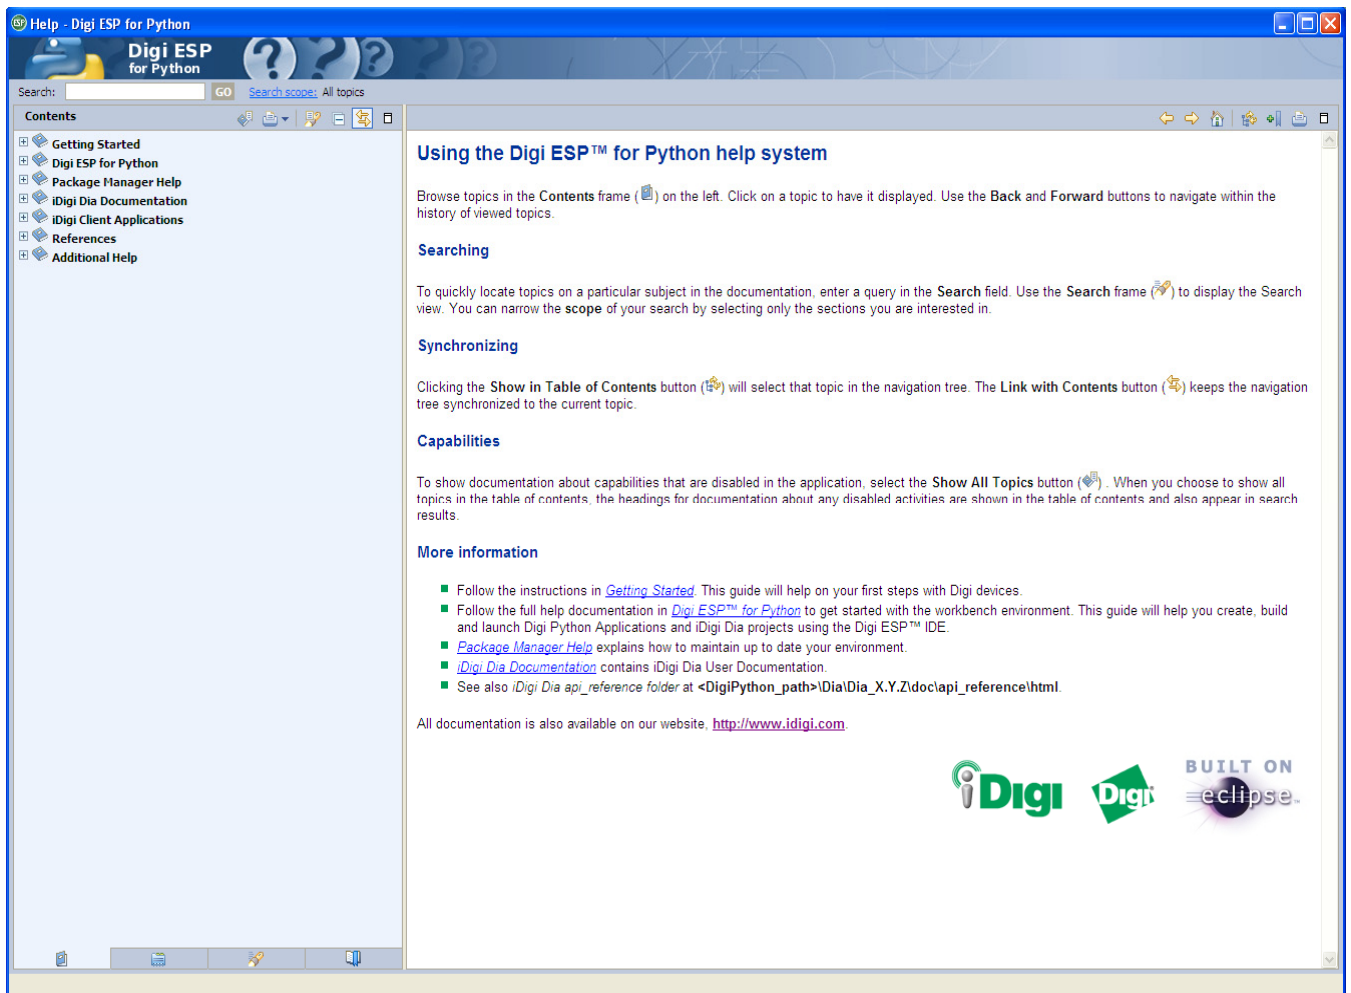 Help - Digi ESP for Python
Digi ESP
for Python
Search: GO Search scope: All topics
Contents
Getting Started
Digi ESP for Python
Package Manager Help
iDigi Dia Documentation
iDigi Client Applications
References
Additional Help
Using the Digi ESP™ for Python help system
Browse topics in the Contents frame ( ) on the left. Click on a topic to have it displayed. Use the Back and Forward buttons to navigate within the
history of viewed topics.
Searching
To quickly locate topics on a particular subject in the documentation, enter a query in the Search field. Use the Search frame ( ) to display the Search
view. You can narrow the scope of your search by selecting only the sections you are interested in.
Synchronizing
Clicking the Show in Table of Contents button ( ) will select that topic in the navigation tree. The Link with Contents button ( ) keeps the navigation
tree synchronized to the current topic.
Capabilities
To show documentation about capabilities that are disabled in the application, select the Show All Topics button ( ) . When you choose to show all
topics in the table of contents, the headings for documentation about any disabled activities are shown in the table of contents and also appear in search
results.
More information
Follow the instructions in Getting Started. This guide will help on your first steps with Digi devices.
Follow the full help documentation in Digi ESP™ for Python to get started with the workbench environment. This guide will help you create, build
and launch Digi Python Applications and iDigi Dia projects using the Digi ESP™ IDE.
Package Manager Help explains how to maintain up to date your environment.
iDigi Dia Documentation contains iDigi Dia User Documentation.
See also iDigi Dia api_reference folder at <DigiPython_path>\Dia\Dia_X.Y.Z\doc\api_reference\html.
All documentation is also available on our website, http://www.idigi.com.
iDigi Digi BUILT ON
eclipse™